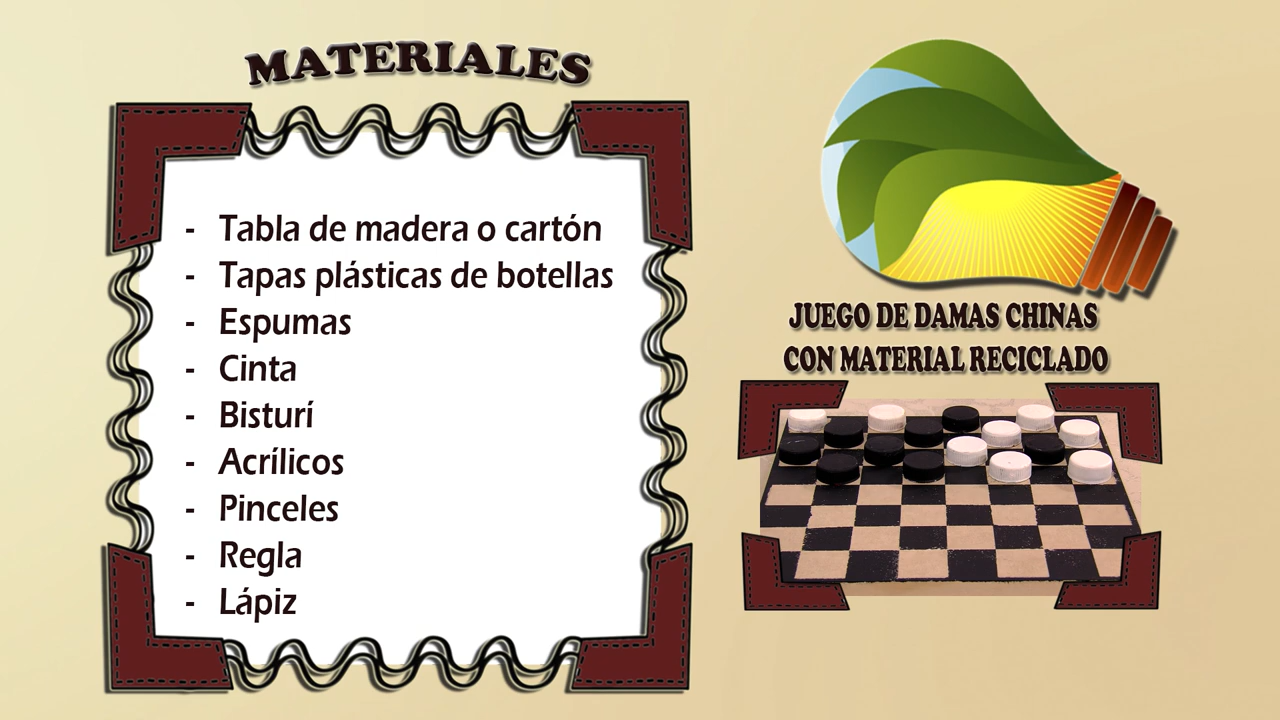 MATERIALES
- Tabla de madera o cartón
- Tapas plásticas de botellas
- Espumas
- Cinta
- Bisturí
- Acrílicos
- Pinceles
- Regla
- Lápiz
JUEGO DE DAMAS CHINAS
CON MATERIAL RECICLADO